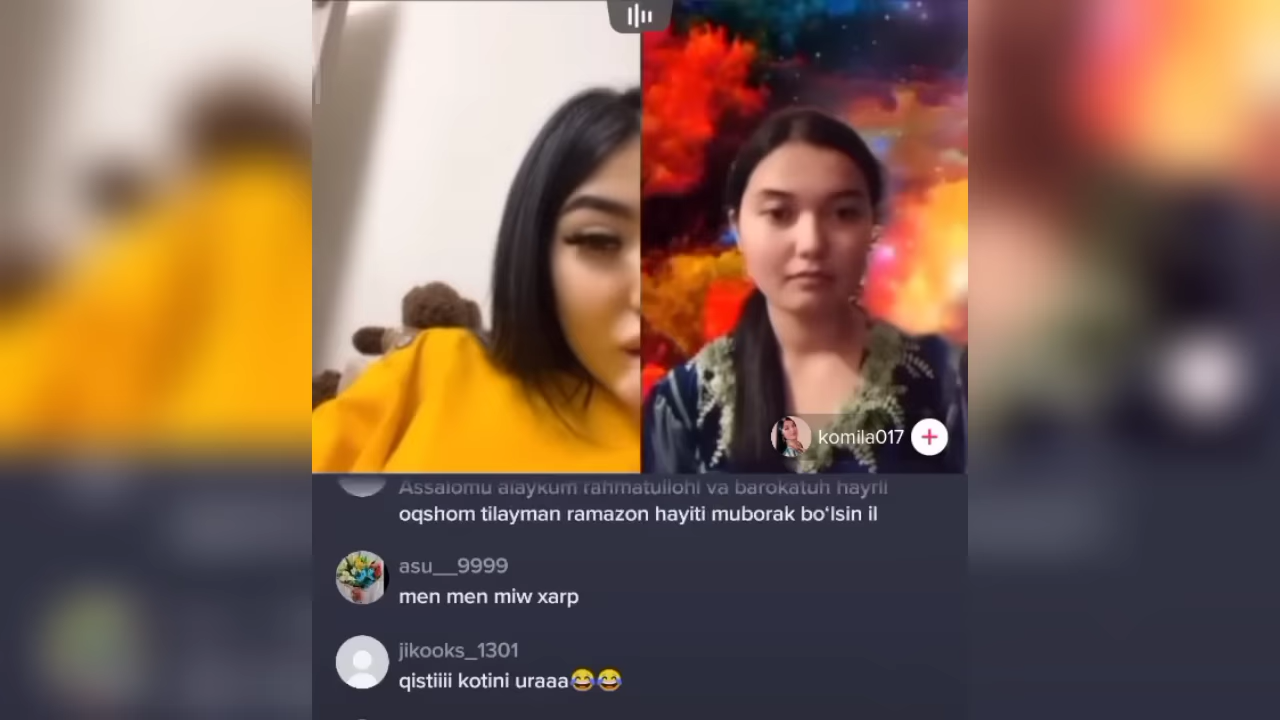 komila017
Assalomu alaykum rahmatullohi va barokatuh hayrli
oqshom tilayman ramazon hayiti muborak bo‘lsin il
asu__9999
men men miw xarp
jikooks_1301
qistiiii kotini uraaa😂😂